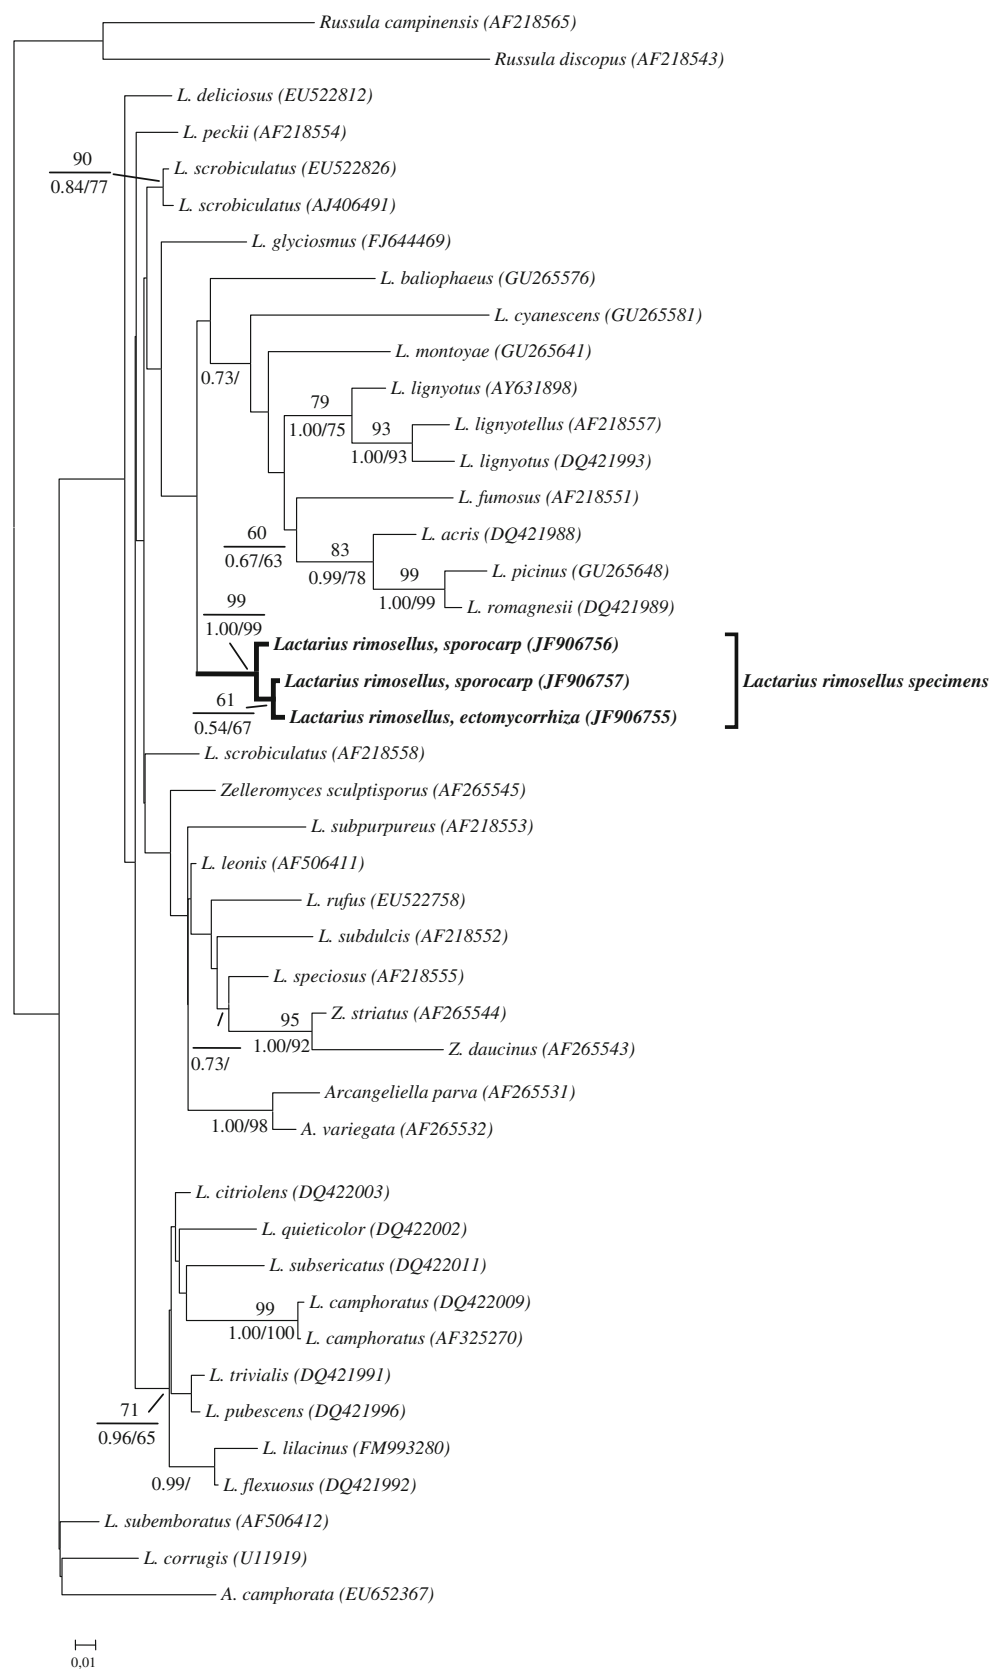 Russula campinensis (AF218565)
Russula discopus (AF218543)
L. deliciosus (EU522812)
L. peckii (AF218554)
90
0.84/77
L. scrobiculatus (EU522826)
L. scrobiculatus (AJ406491)
L. glyciosmus (FJ644469)
L. baliophaeus (GU265576)
L. cyanescens (GU265581)
0.73/
L. montoyae (GU265641)
L. lignyotus (AY631898)
79
1.00/75
L. lignyotellus (AF218557)
93
1.00/93
L. lignyotus (DQ421993)
L. fumosus (AF218551)
60
0.67/63
L. acris (DQ421988)
83
0.99/78
L. picinus (GU265648)
99
1.00/99
L. romagnesii (DQ421989)
99
1.00/99
Lactarius rimosellus, sporocarp (JF906756)
Lactarius rimosellus, sporocarp (JF906757)
Lactarius rimosellus specimens
61
0.54/67
Lactarius rimosellus, ectomycorrhiza (JF906755)
L. scrobiculatus (AF218558)
Zelleromyces sculptisporus (AF265545)
L. subpurpureus (AF218553)
L. leonis (AF506411)
L. rufus (EU522758)
L. subdulcis (AF218552)
L. speciosus (AF218555)
Z. striatus (AF265544)
95
1.00/92
/
0.73/
Z. daucinus (AF265543)
Arcangeliella parva (AF265531)
1.00/98
A. variegata (AF265532)
L. citriolens (DQ422003)
L. quieticolor (DQ422002)
L. subsericatus (DQ422011)
L. camphoratus (DQ422009)
99
1.00/100
L. camphoratus (AF325270)
L. trivialis (DQ421991)
L. pubescens (DQ421996)
71
0.96/65
L. lilacinus (FM993280)
0.99/
L. flexuosus (DQ421992)
L. subemboratus (AF506412)
L. corrugis (U11919)
A. camphorata (EU652367)
0,01